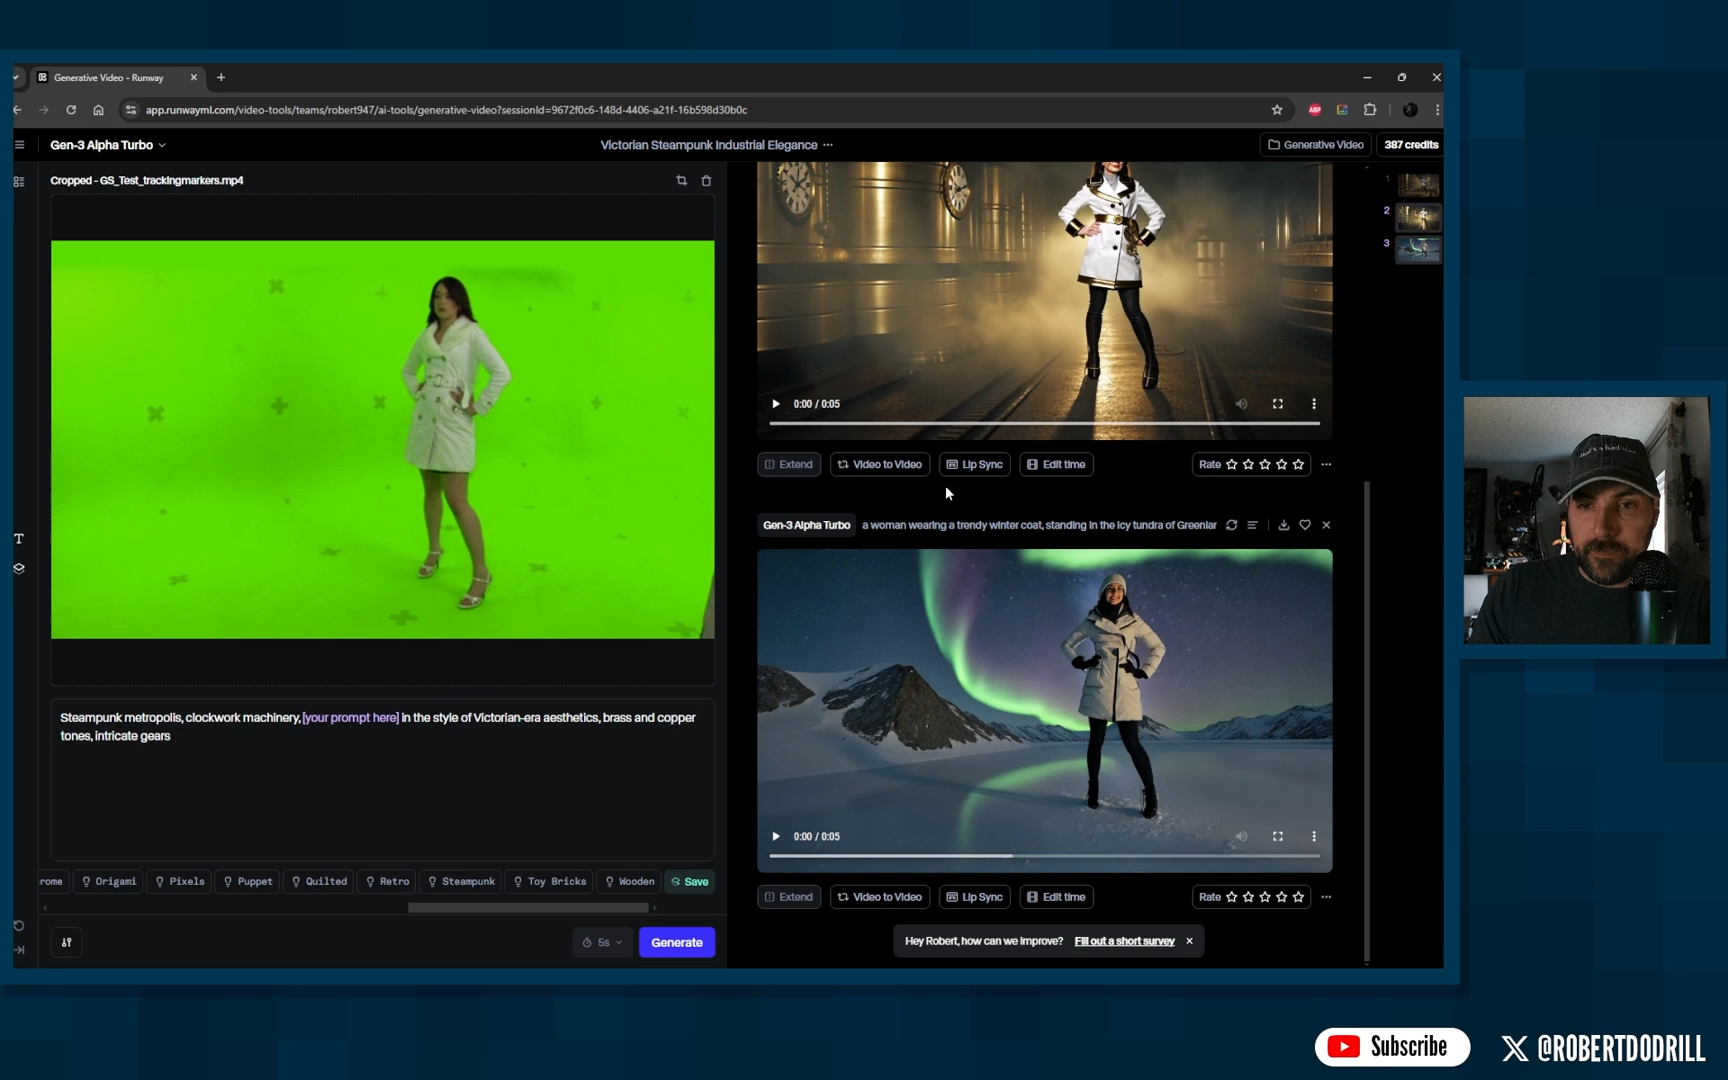 Generative Video - Runway
app.runwayml.com/video-tools/teams/robert947/ai-tools/generative-video?sessionId=9672f0c6-148d-4406-a21f-16b598d30b0c
ABP
Gen-3 Alpha Turbo
Victorian Steampunk Industrial Elegance
Generative Video
387 credits
Cropped - GS_Test_trackingmarkers.mp4
1
2
3
0:00 / 0:05
Extend
Video to Video
Lip Sync
Edit time
Rate
Gen-3 Alpha Turbo
a woman wearing a trendy winter coat, standing in the icy tundra of Greenlan
T
0:00 / 0:05
Steampunk metropolis, clockwork machinery, [your prompt here] in the style of Victorian-era aesthetics, brass and copper
tones, intricate gears
rome
Origami
Pixels
Puppet
Quilted
Retro
Steampunk
Toy Bricks
Wooden
Save
Extend
Video to Video
Lip Sync
Edit time
Rate
5s
Generate
Hey Robert, how can we improve? Fill out a short survey
Subscribe
X @ROBERTDODRILL